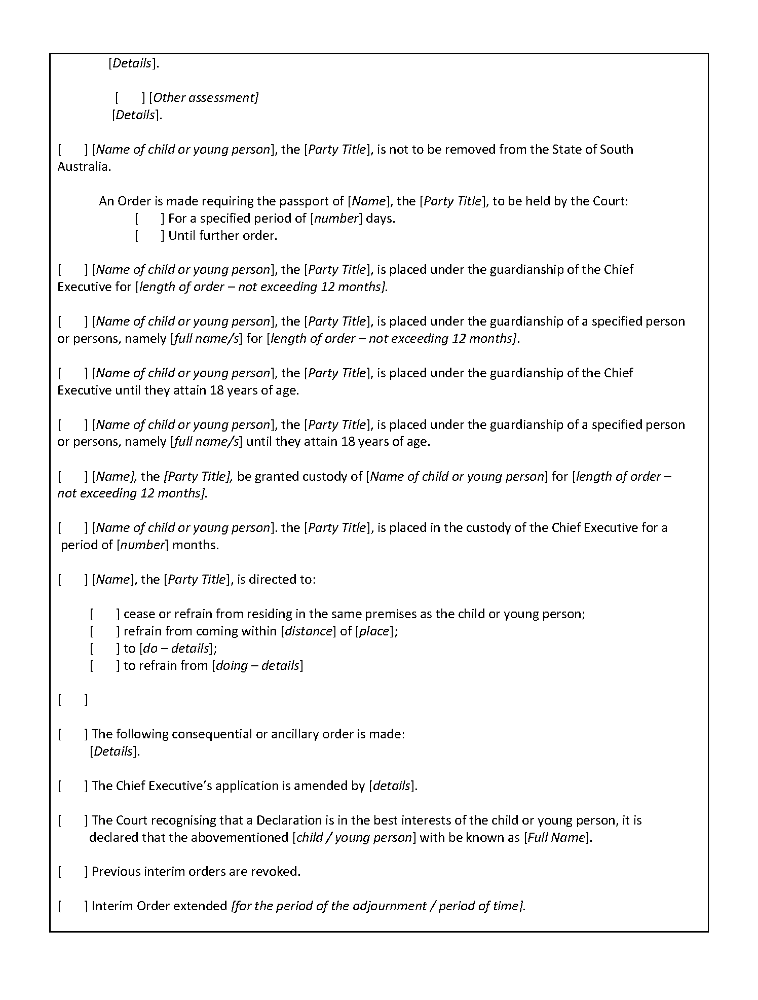 [Details].
[ ] [Other assessment]
[Details].
[ ] [Name of child or young person], the [Party Title], is not to be removed from the State of South
Australia.
An Order is made requiring the passport of [Name], the [Party Title], to be held by the Court:
[ ] For a specified period of [number] days.
[ ] Until further order.
[ ] [Name of child or young person], the [Party Title], is placed under the guardianship of the Chief
Executive for [length of order – not exceeding 12 months].
[ ] [Name of child or young person], the [Party Title], is placed under the guardianship of a specified person
or persons, namely [full name/s] for [length of order – not exceeding 12 months].
[ ] [Name of child or young person], the [Party Title], is placed under the guardianship of the Chief
Executive until they attain 18 years of age.
[ ] [Name of child or young person], the [Party Title], is placed under the guardianship of a specified person
or persons, namely [full name/s] until they attain 18 years of age.
[ ] [Name], the [Party Title], be granted custody of [Name of child or young person] for [length of order –
not exceeding 12 months].
[ ] [Name of child or young person]. the [Party Title], is placed in the custody of the Chief Executive for a
period of [number] months.
[ ] [Name], the [Party Title], is directed to:
[ ] cease or refrain from residing in the same premises as the child or young person;
[ ] refrain from coming within [distance] of [place];
[ ] to [do – details];
[ ] to refrain from [doing – details]
[ ]
[ ] The following consequential or ancillary order is made:
[Details].
[ ] The Chief Executive's application is amended by [details].
[ ] The Court recognising that a Declaration is in the best interests of the child or young person, it is
declared that the abovementioned [child / young person] with be known as [Full Name].
[ ] Previous interim orders are revoked.
[ ] Interim Order extended [for the period of the adjournment / period of time].